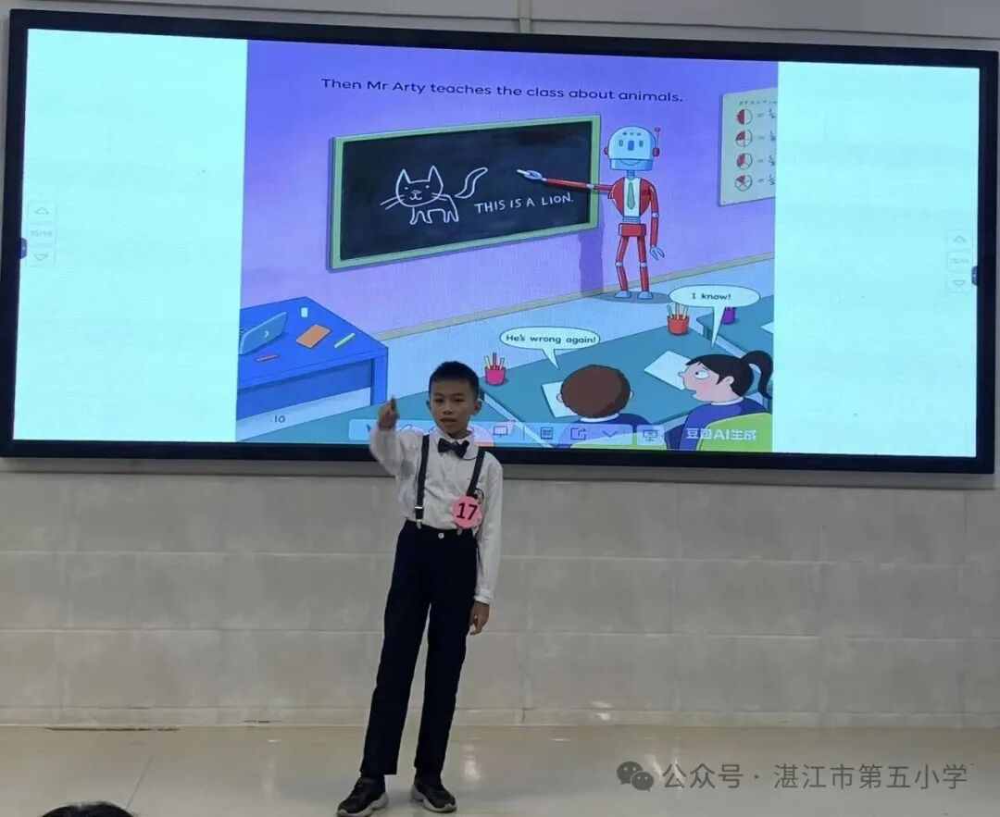 Then Mr Arty teaches the class about animals.
THIS IS A LION.
I know!
He's wrong again!
10
豆包AI生成
17
公众号 · 湛江市第五小学